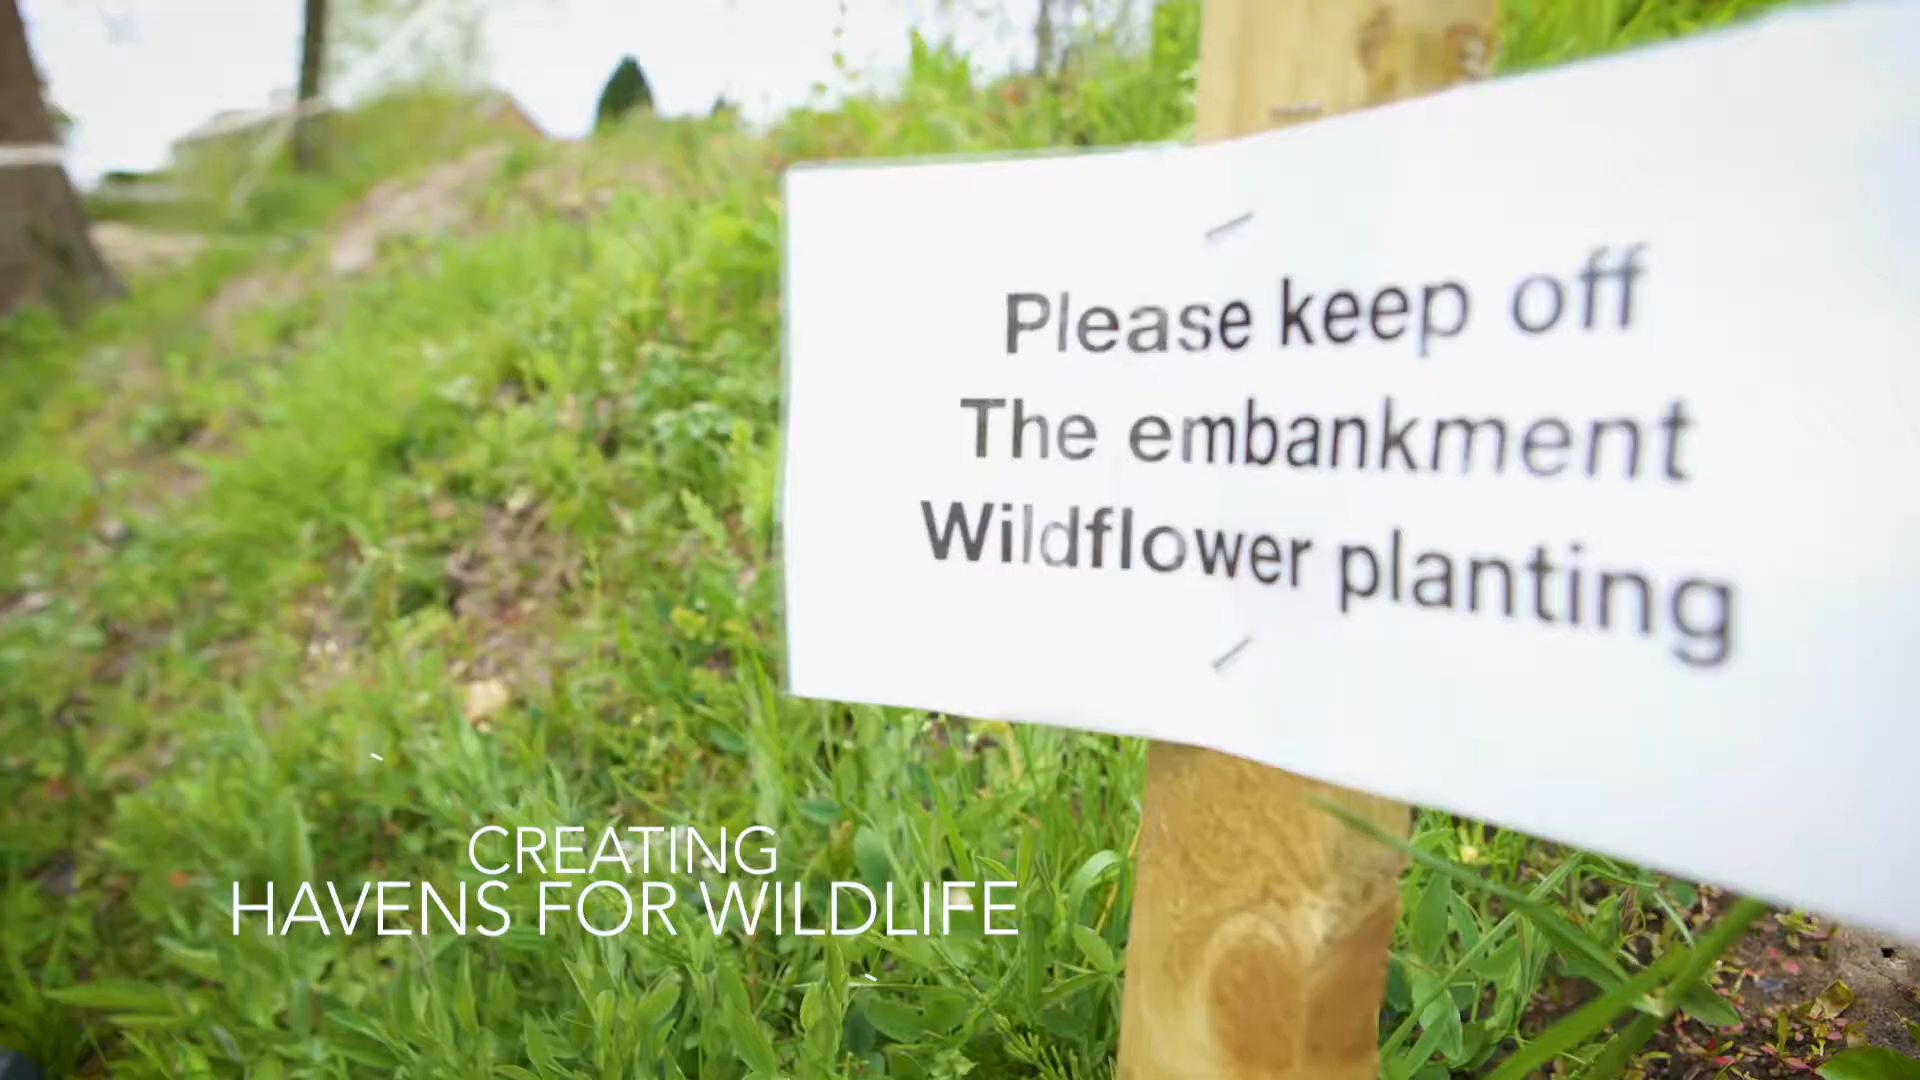 Please keep off
The embankment
Wildflower planting
CREATING
HAVENS FOR WILDLIFE